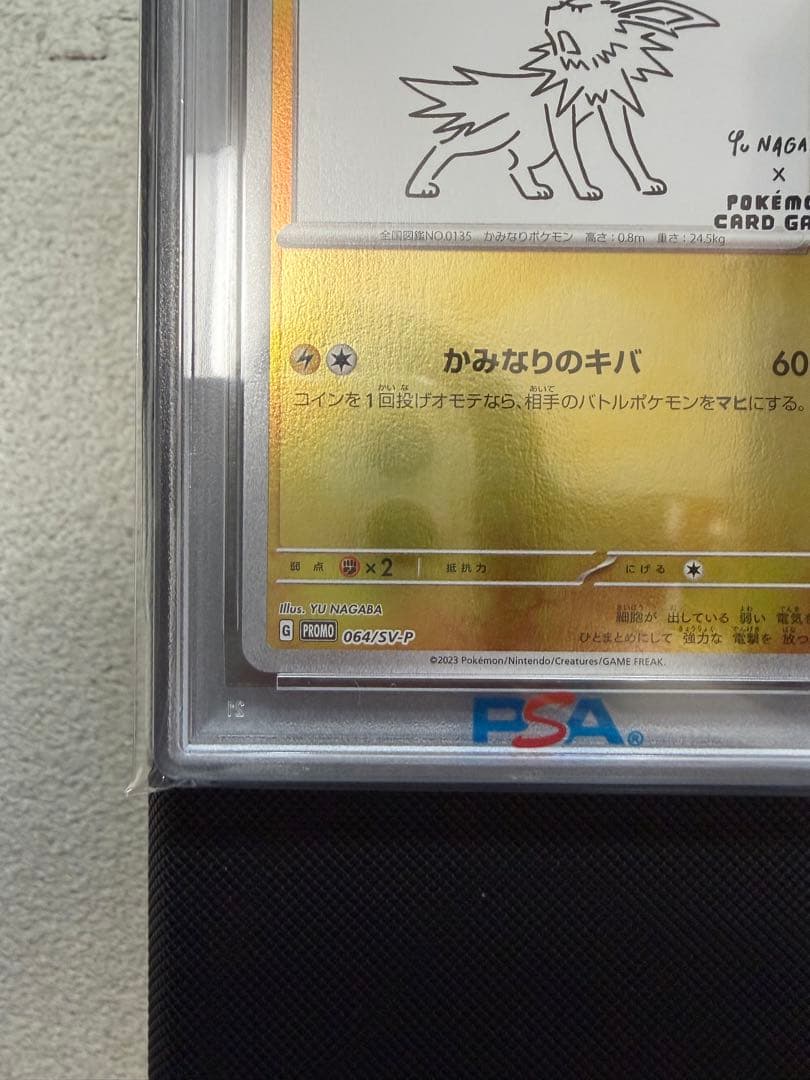 Yu NAGA
×
POKÉMO
CARD GA
全国図鑑NO.0135 かみなりポケモン 高さ:0.8m 重さ:24.5kg
かみなりのキバ 60
コインを1回投げオモテなら、相手のバトルポケモンをマヒにする。
弱点 ×2 抵抗力 にげる
Illus. YU NAGABA
細胞が 出している 弱い 電気を
G PROMO 064/SV-P
ひとまとめにして 強力な 電撃を 放つ
©2023 Pokémon/Nintendo/Creatures/GAME FREAK.
PSA®